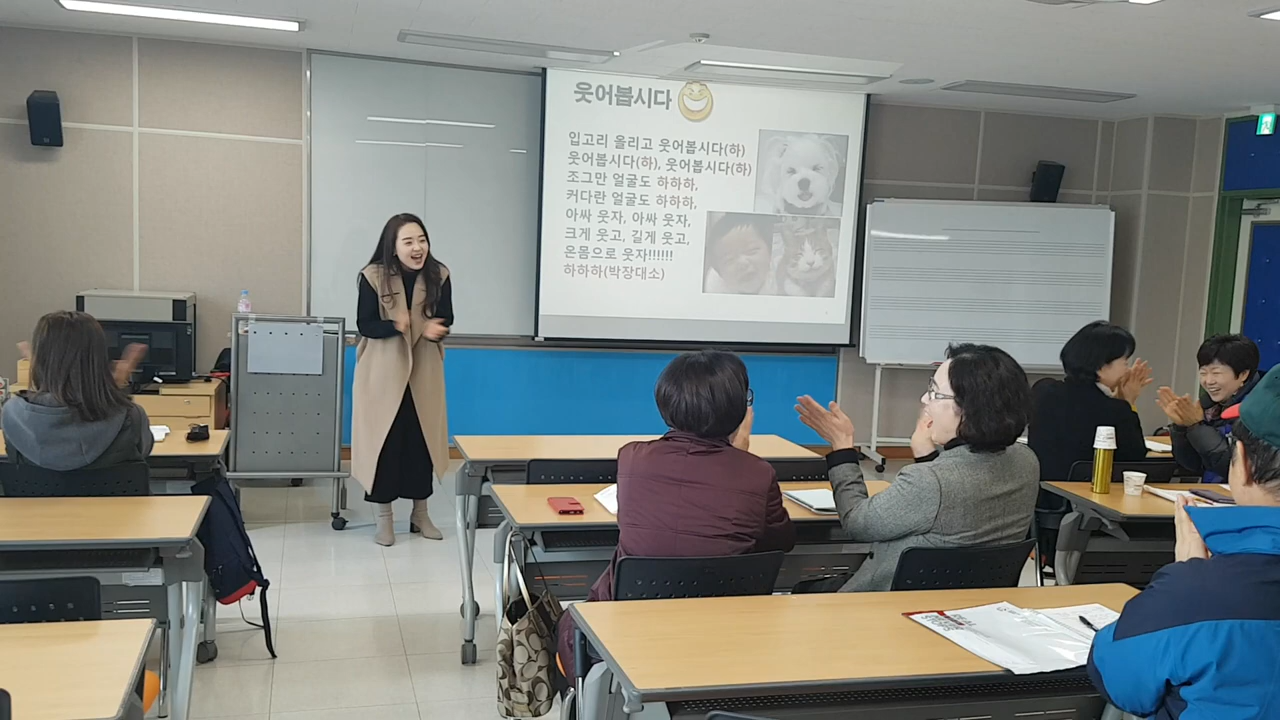 웃어봅시다
입고리 올리고 웃어봅시다(하)
웃어봅시다(하), 웃어봅시다(하)
조그만 얼굴도 하하하,
커다란 얼굴도 하하하,
아싸 웃자, 아싸 웃자,
크게 웃고, 길게 웃고,
온몸으로 웃자!!!!!!
하하하(박장대소)